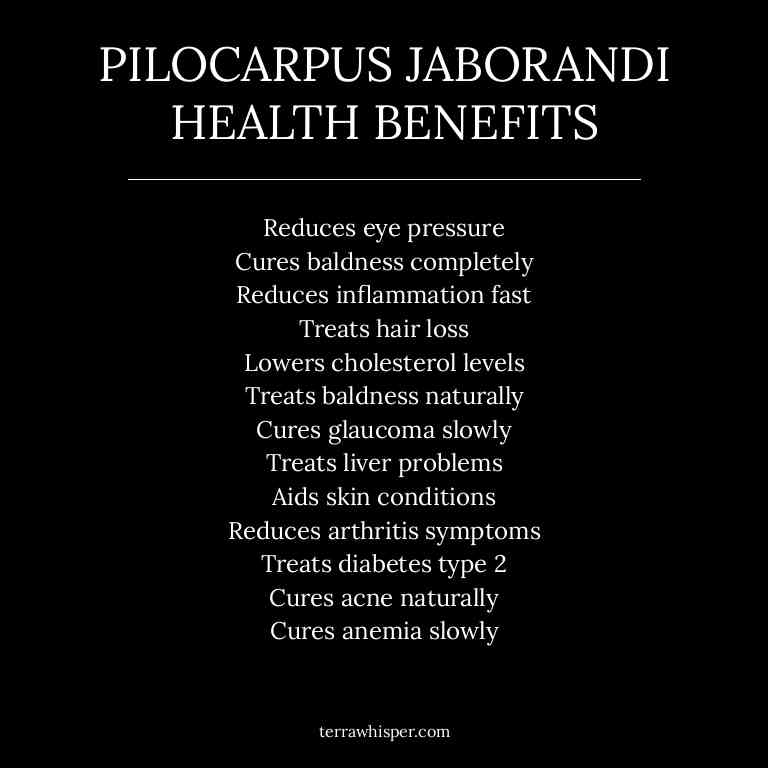 PILOCARPUS JABORANDI
HEALTH BENEFITS
Reduces eye pressure
Cures baldness completely
Reduces inflammation fast
Treats hair loss
Lowers cholesterol levels
Treats baldness naturally
Cures glaucoma slowly
Treats liver problems
Aids skin conditions
Reduces arthritis symptoms
Treats diabetes type 2
Cures acne naturally
Cures anemia slowly
terrawhisper.com